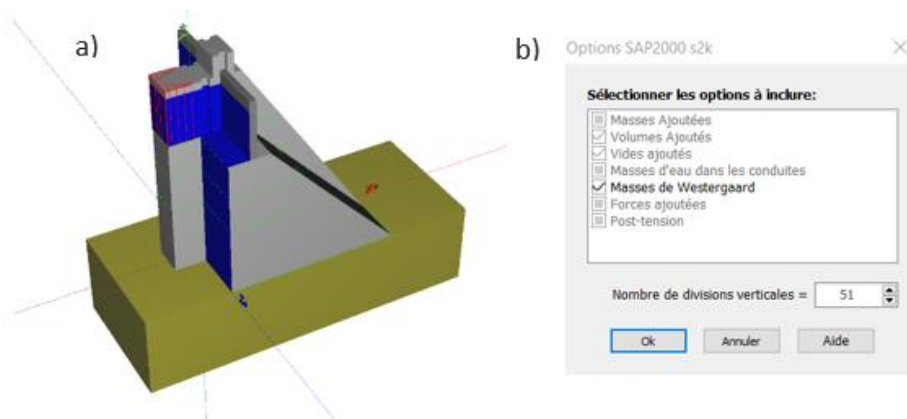 a)
b)
Options SAP2000 s2k
Sélectionner les options à inclure:
Masses Ajoutées
Volumes Ajoutés
Vides ajoutés
Masses d'eau dans les conduites
Masses de Westergaard
Forces ajoutées
Post-tension
Nombre de divisions verticales = 51
Ok Annuler Aide